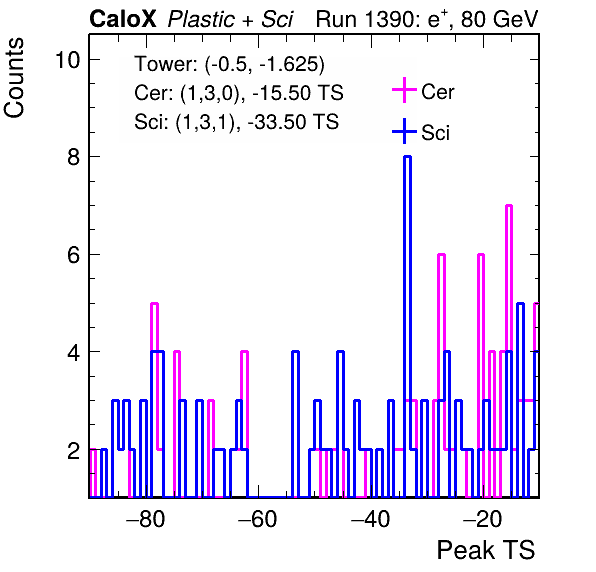 CaloX Plastic + Sci Run 1390: e+, 80 GeV
Tower: (-0.5, -1.625)
Cer: (1,3,0), -15.50 TS
Sci: (1,3,1), -33.50 TS
Cer
Sci
Counts
10
8
6
4
2
−80 −60 −40 −20
Peak TS